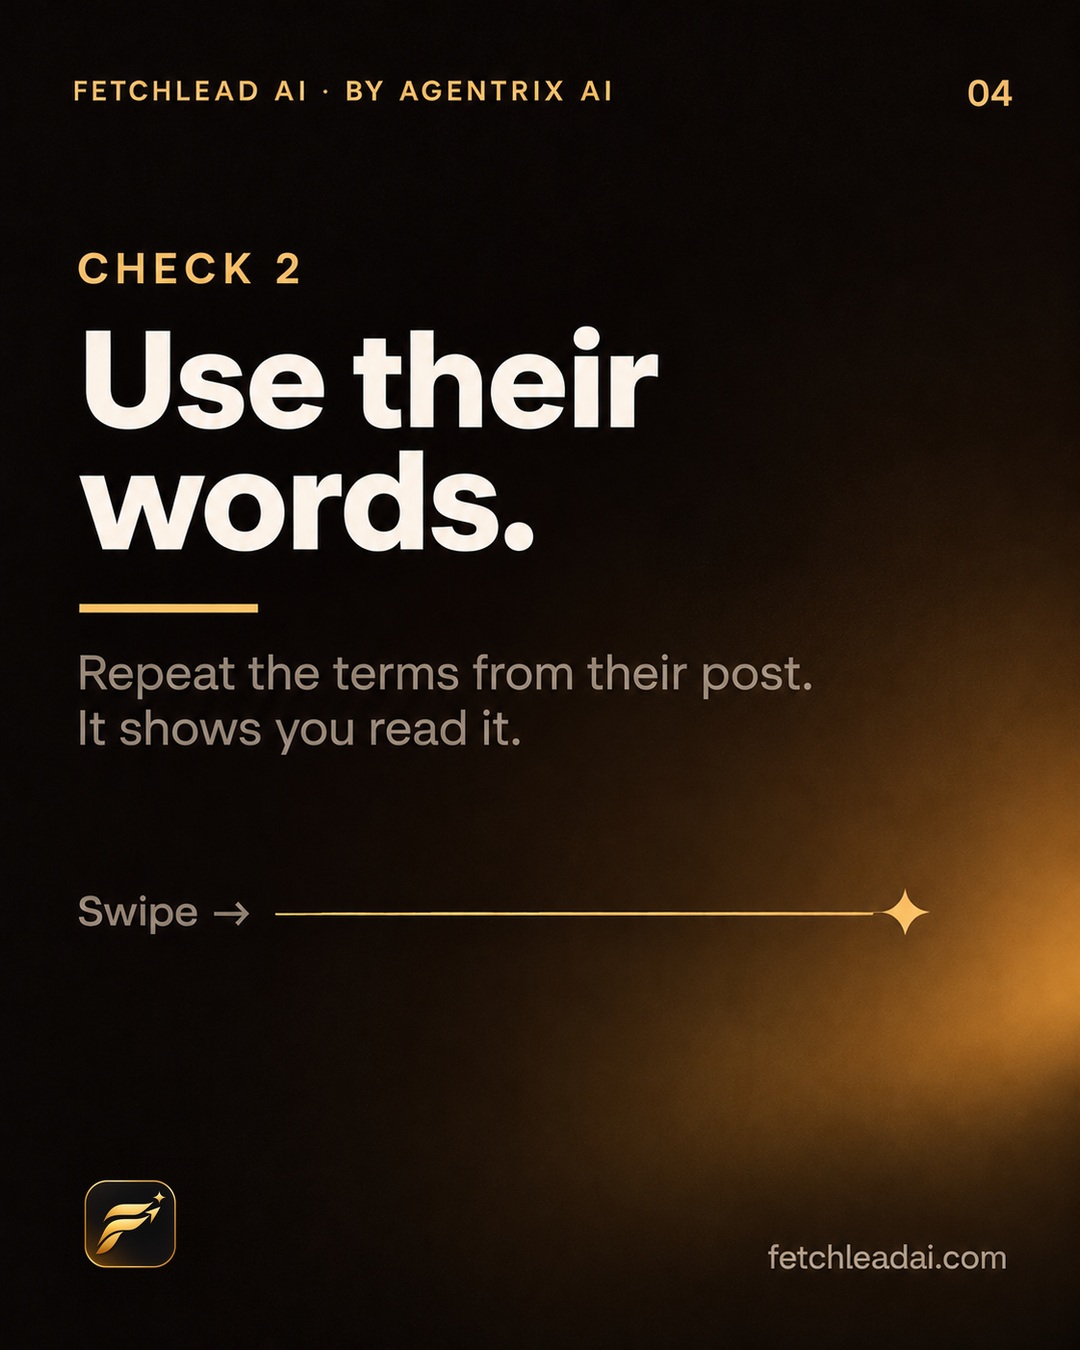 FETCHLEAD AI · BY AGENTRIX AI
04
CHECK 2
Use their
words.
Repeat the terms from their post.
It shows you read it.
Swipe →
fetchleadai.com